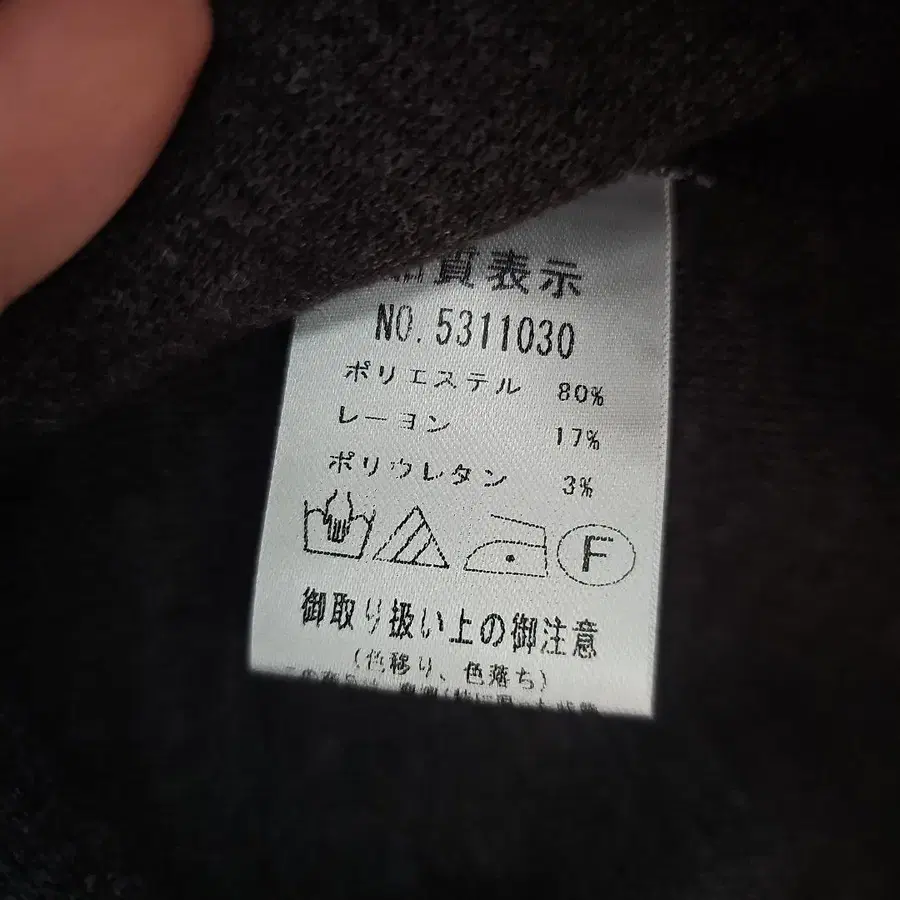 質表示
NO. 5311030
ポリエステル 80%
レーヨン 17%
ポリウレタン 3%
F
御取り扱い上の御注意
(色移り、色落ち)